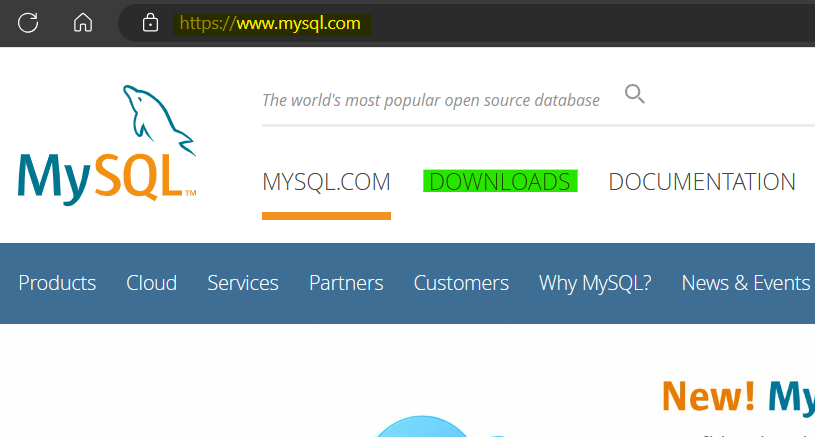 https://www.mysql.com
The world's most popular open source database
MySQL™
MYSQL.COM DOWNLOADS DOCUMENTATION
Products Cloud Services Partners Customers Why MySQL? News & Events
New! My